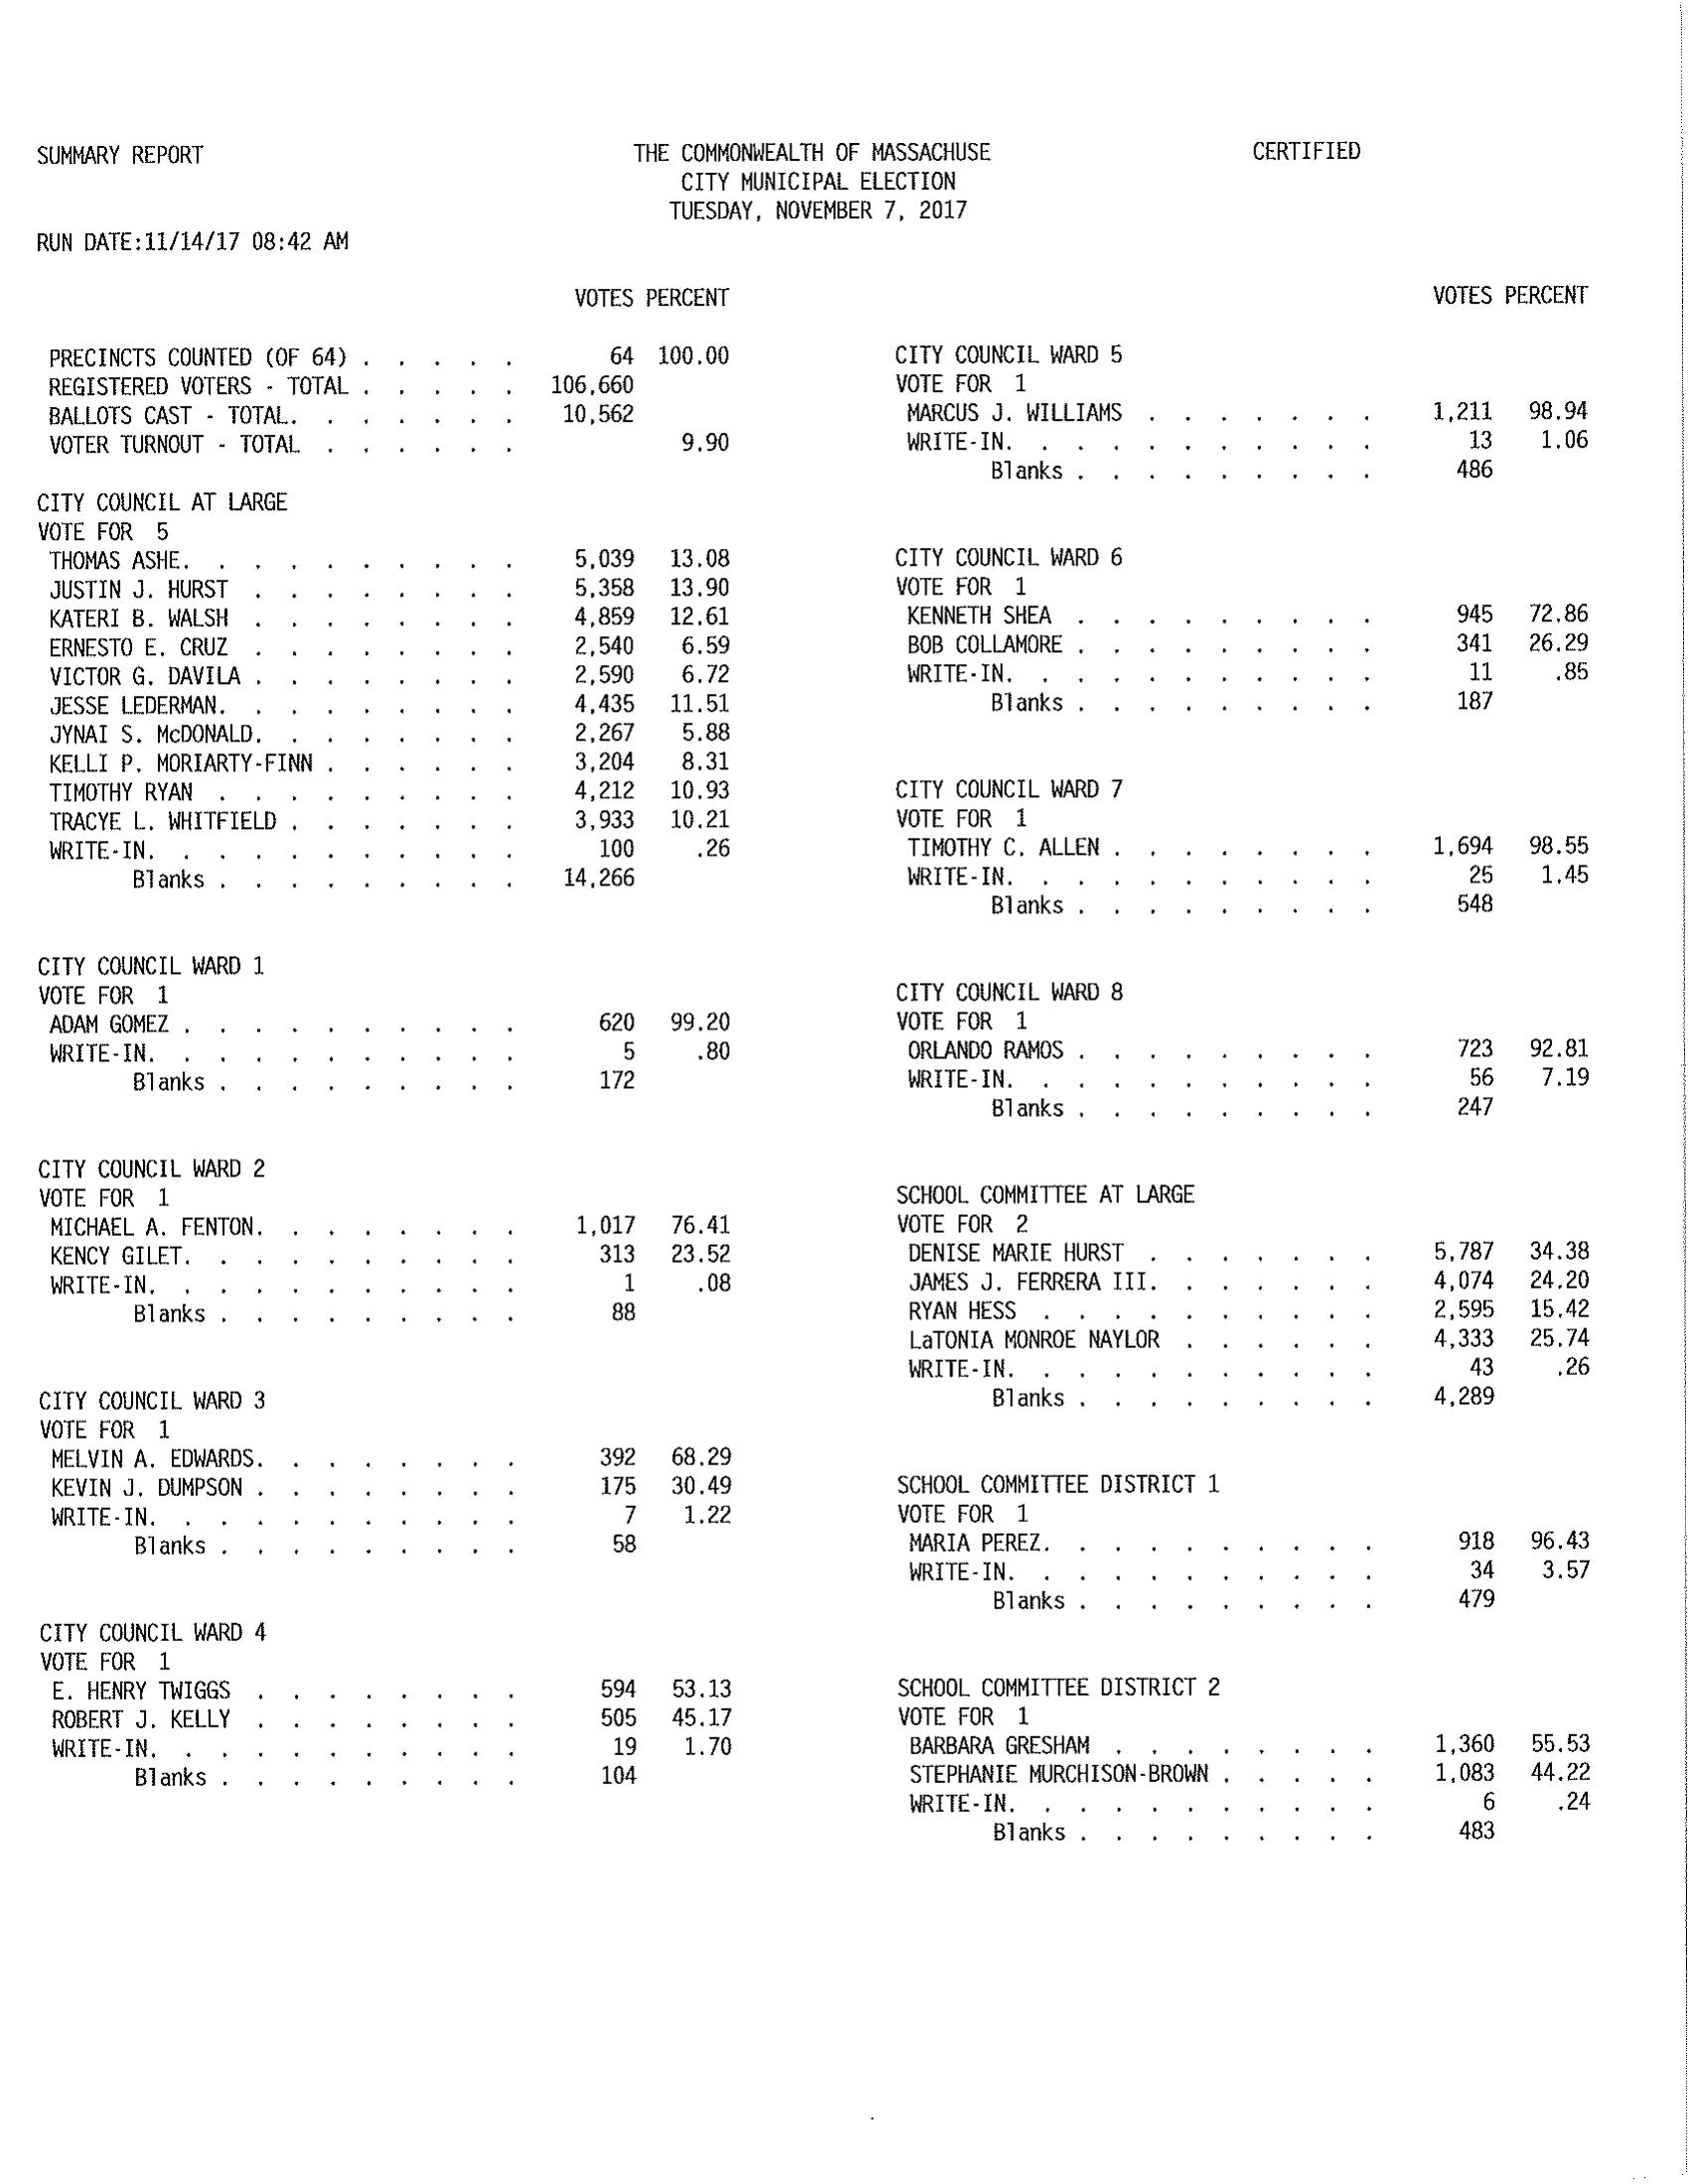 SUMMARY REPORT
THE COMMONWEALTH OF MASSACHUSE
CERTIFIED
CITY MUNICIPAL ELECTION
TUESDAY, NOVEMBER 7, 2017
RUN DATE:11/14/17 08:42 AM
VOTES PERCENT
PRECINCTS COUNTED (OF 64) . . . . . 64 100.00
REGISTERED VOTERS - TOTAL . . . . . 106,660
BALLOTS CAST - TOTAL. . . . . . . 10,562
VOTER TURNOUT - TOTAL . . . . . . 9.90
CITY COUNCIL AT LARGE
VOTE FOR 5
THOMAS ASHE. . . . . . . . . . 5,039 13.08
JUSTIN J. HURST . . . . . . . . 5,358 13.90
KATERI B. WALSH . . . . . . . . 4,859 12.61
ERNESTO E. CRUZ . . . . . . . . 2,540 6.59
VICTOR G. DAVILA . . . . . . . . 2,590 6.72
JESSE LEDERMAN. . . . . . . . . 4,435 11.51
JYNAI S. McDONALD. . . . . . . . 2,267 5.88
KELLI P. MORIARTY-FINN . . . . . . 3,204 8.31
TIMOTHY RYAN . . . . . . . . . 4,212 10.93
TRACYE L. WHITFIELD . . . . . . . 3,933 10.21
WRITE-IN. . . . . . . . . . . 100 .26
Blanks . . . . . . . . . 14,266
CITY COUNCIL WARD 1
VOTE FOR 1
ADAM GOMEZ . . . . . . . . . . 620 99.20
WRITE-IN. . . . . . . . . . . 5 .80
Blanks . . . . . . . . . 172
CITY COUNCIL WARD 2
VOTE FOR 1
MICHAEL A. FENTON. . . . . . . . 1,017 76.41
KENCY GILET. . . . . . . . . . 313 23.52
WRITE-IN. . . . . . . . . . . 1 .08
Blanks . . . . . . . . . 88
CITY COUNCIL WARD 3
VOTE FOR 1
MELVIN A. EDWARDS. . . . . . . . 392 68.29
KEVIN J. DUMPSON . . . . . . . . 175 30.49
WRITE-IN. . . . . . . . . . . 7 1.22
Blanks . . . . . . . . . 58
CITY COUNCIL WARD 4
VOTE FOR 1
E. HENRY TWIGGS . . . . . . . . 594 53.13
ROBERT J. KELLY . . . . . . . . 505 45.17
WRITE-IN. . . . . . . . . . . 19 1.70
Blanks . . . . . . . . . 104
VOTES PERCENT
CITY COUNCIL WARD 5
VOTE FOR 1
MARCUS J. WILLIAMS . . . . . . . 1,211 98.94
WRITE-IN. . . . . . . . . . . 13 1.06
Blanks . . . . . . . . . 486
CITY COUNCIL WARD 6
VOTE FOR 1
KENNETH SHEA . . . . . . . . . 945 72.86
BOB COLLAMORE . . . . . . . . . 341 26.29
WRITE-IN. . . . . . . . . . . 11 .85
Blanks . . . . . . . . . 187
CITY COUNCIL WARD 7
VOTE FOR 1
TIMOTHY C. ALLEN . . . . . . . . 1,694 98.55
WRITE-IN. . . . . . . . . . . 25 1.45
Blanks . . . . . . . . . 548
CITY COUNCIL WARD 8
VOTE FOR 1
ORLANDO RAMOS . . . . . . . . . 723 92.81
WRITE-IN. . . . . . . . . . . 56 7.19
Blanks . . . . . . . . . 247
SCHOOL COMMITTEE AT LARGE
VOTE FOR 2
DENISE MARIE HURST . . . . . . . 5,787 34.38
JAMES J. FERRERA III. . . . . . . 4,074 24.20
RYAN HESS . . . . . . . . . . 2,595 15.42
LaTONIA MONROE NAYLOR . . . . . . 4,333 25.74
WRITE-IN. . . . . . . . . . . 43 .26
Blanks . . . . . . . . . 4,289
SCHOOL COMMITTEE DISTRICT 1
VOTE FOR 1
MARIA PEREZ. . . . . . . . . . 918 96.43
WRITE-IN. . . . . . . . . . . 34 3.57
Blanks . . . . . . . . . 479
SCHOOL COMMITTEE DISTRICT 2
VOTE FOR 1
BARBARA GRESHAM . . . . . . . . 1,360 55.53
STEPHANIE MURCHISON-BROWN . . . . . 1,083 44.22
WRITE-IN. . . . . . . . . . . 6 .24
Blanks . . . . . . . . . 483